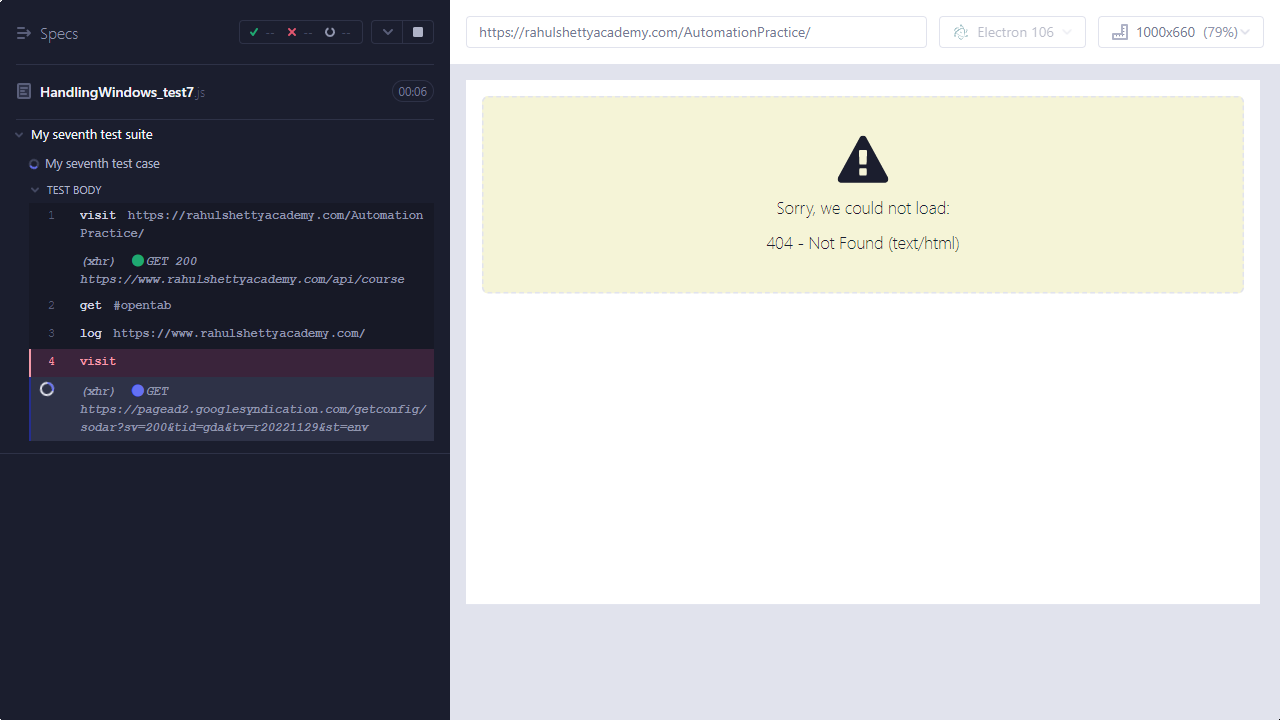 Specs
-- -- --
HandlingWindows_test7.js
00:06
My seventh test suite
My seventh test case
TEST BODY
1 visit https://rahulshettyacademy.com/Automation
Practice/
(xhr) GET 200
https://www.rahulshettyacademy.com/api/course
2 get #opentab
3 log https://www.rahulshettyacademy.com/
4 visit
(xhr) GET
https://pagead2.googlesyndication.com/getconfig/
sodar?sv=200&tid=gda&tv=r20221129&st=env
https://rahulshettyacademy.com/AutomationPractice/
Electron 106
1000x660 (79%)
Sorry, we could not load:
404 - Not Found (text/html)